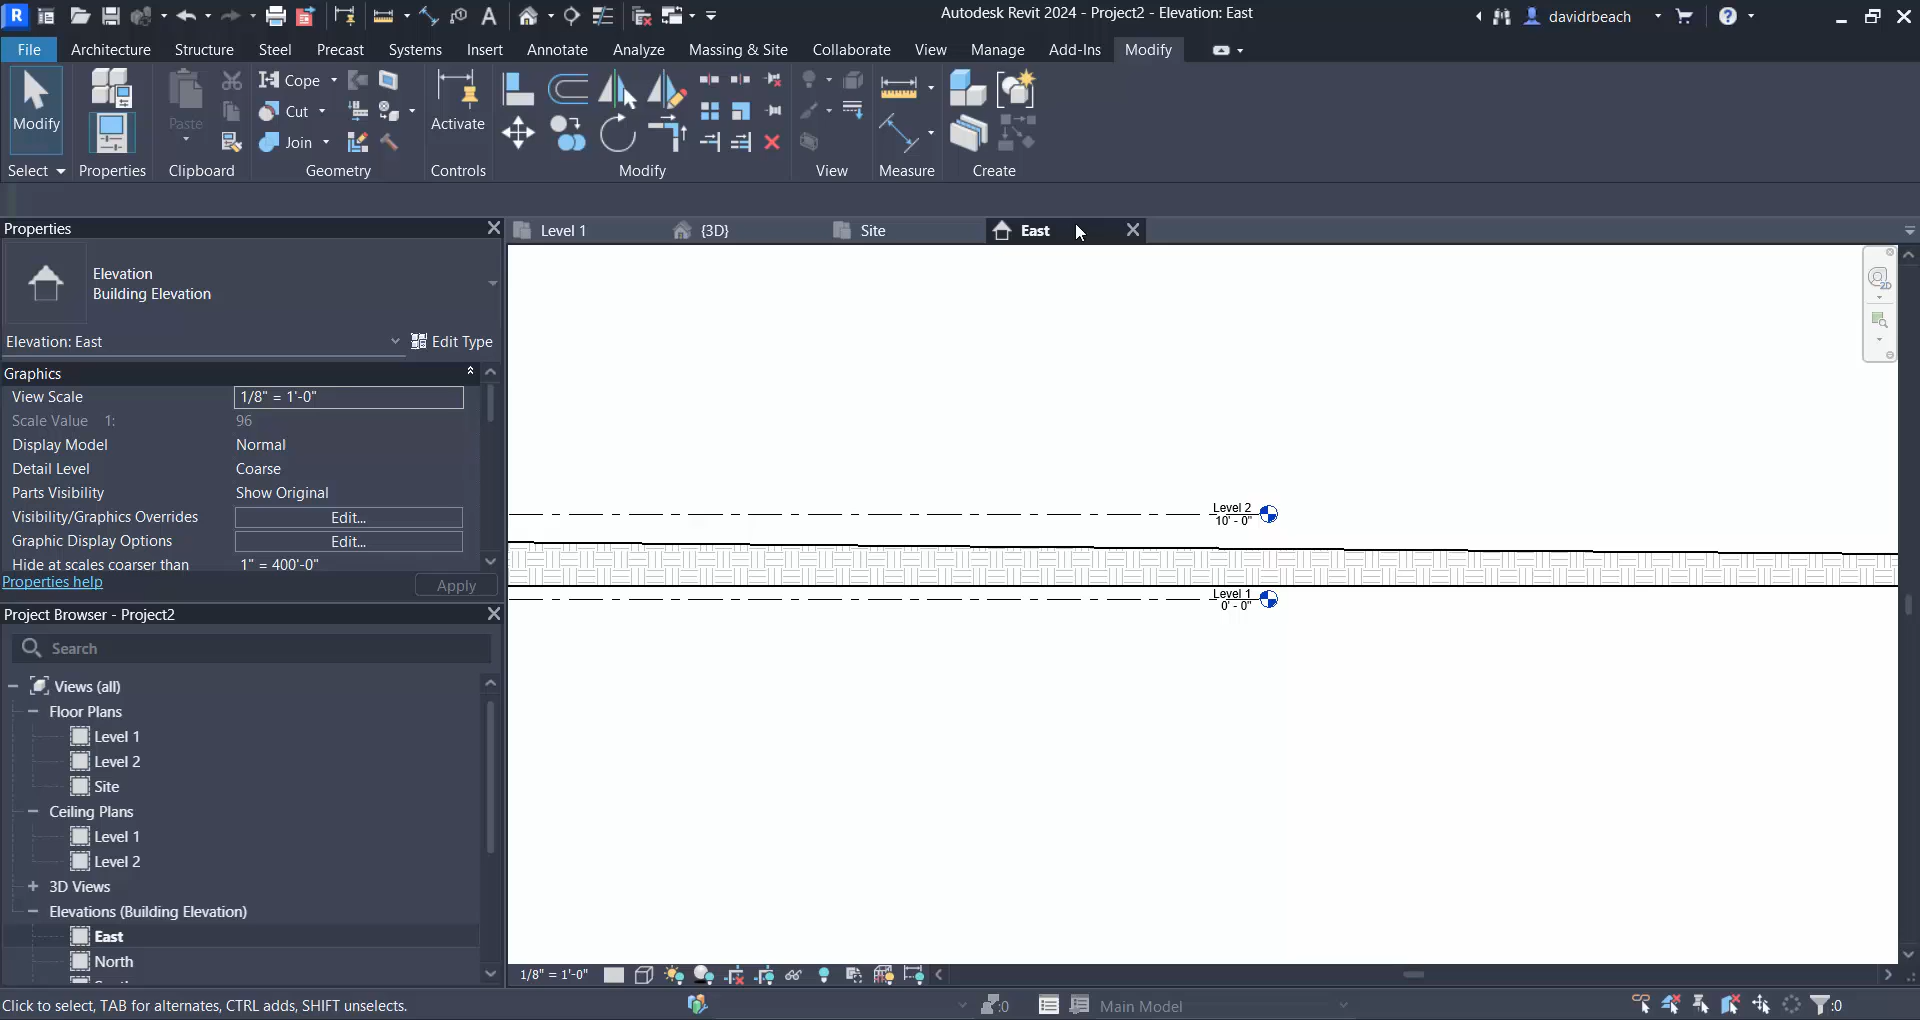 Autodesk Revit 2024 - Project2 - Elevation: East
davidrbeach
File Architecture Structure Steel Precast Systems Insert Annotate Analyze Massing & Site Collaborate View Manage Add-Ins Modify
Modify
Paste
Cope
Cut
Join
Activate
Select Properties Clipboard Geometry Controls Modify View Measure Create
Properties
Level 1 {3D} Site East
Elevation
Building Elevation
Elevation: East Edit Type
Graphics
View Scale 1/8" = 1'-0"
Scale Value 1: 96
Display Model Normal
Detail Level Coarse
Parts Visibility Show Original
Visibility/Graphics Overrides Edit...
Graphic Display Options Edit...
Hide at scales coarser than 1" = 400'-0"
Properties help Apply
Level 2
10' - 0"
Level 1
0' - 0"
2D
Project Browser - Project2
Search
Views (all)
Floor Plans
Level 1
Level 2
Site
Ceiling Plans
Level 1
Level 2
3D Views
Elevations (Building Elevation)
East
North
1/8" = 1'-0"
Click to select, TAB for alternates, CTRL adds, SHIFT unselects.
:0
Main Model
:0